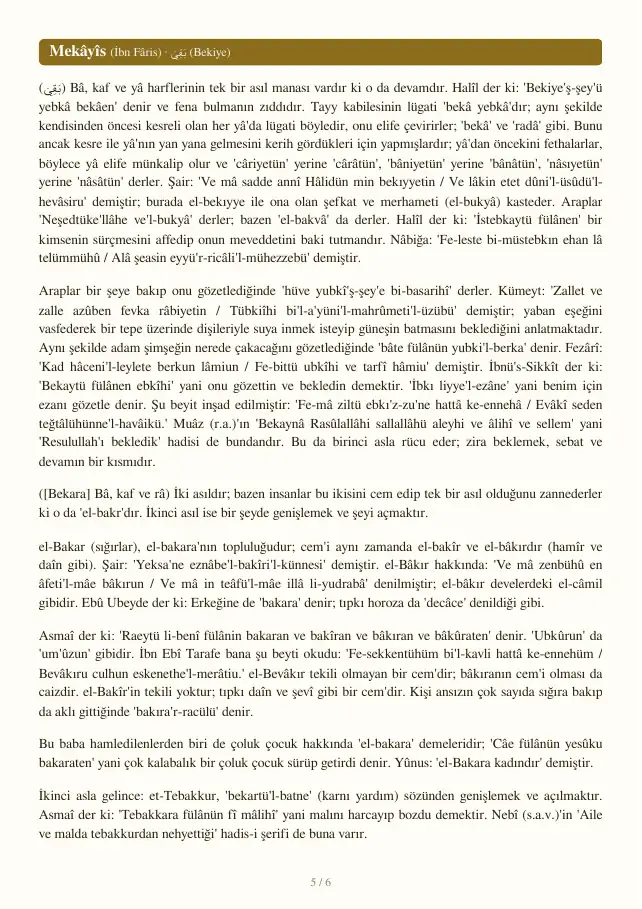 Mekâyîs (İbn Fâris) · بَقِيَ (Bekiye)
(بَقِيَ) Bâ, kaf ve yâ harflerinin tek bir asıl manası vardır ki o da devamdır. Halîl der ki: 'Bekiye'ş-şey'ü
yebkâ bekâen' denir ve fena bulmanın zıddıdır. Tayy kabilesinin lügati 'bekâ yebkâ'dır; aynı şekilde
kendisinden öncesi kesreli olan her yâ'da lügati böyledir, onu elife çevirirler; 'bekâ' ve 'radâ' gibi. Bunu
ancak kesre ile yâ'nın yan yana gelmesini kerih gördükleri için yapmışlardır; yâ'dan öncekini fethalarlar,
böylece yâ elife münkalip olur ve 'câriyetün' yerine 'cârâtün', 'bâniyetün' yerine 'bânâtün', 'nâsıyetün'
yerine 'nâsâtün' derler. Şair: 'Ve mâ sadde annî Hâlidün min bekıyyetin / Ve lâkin etet dûni'l-üsûdü'l-
hevâsiru' demiştir; burada el-bekıyye ile ona olan şefkat ve merhameti (el-bukyâ) kasteder. Araplar
'Neşedtüke'llâhe ve'l-bukyâ' derler; bazen 'el-bakvâ' da derler. Halîl der ki: 'İstebkaytü fülânen' bir
kimsenin sürçmesini affedip onun meveddetini baki tutmandır. Nâbiğa: 'Fe-leste bi-müstebkın ehan lâ
telümmühû / Alâ şeasin eyyü'r-ricâli'l-mühezzebü' demiştir.
Araplar bir şeye bakıp onu gözetlediğinde 'hüve yubkî'ş-şey'e bi-basarihî' derler. Kümeyt: 'Zallet ve
zalle azûben fevka râbiyetin / Tübkiîhi bi'l-a'yüni'l-mahrûmeti'l-üzübü' demiştir; yaban eşeğini
vasfederek bir tepe üzerinde dişileriyle suya inmek isteyip güneşin batmasını beklediğini anlatmaktadır.
Aynı şekilde adam şimşeğin nerede çakacağını gözetlediğinde 'bâte fülânün yubki'l-berka' denir. Fezârî:
'Kad hâceni'l-leylete berkun lâmiun / Fe-bittü ubkîhi ve tarfî hâmiu' demiştir. İbnü's-Sikkît der ki:
'Bekaytü fülânen ebkîhi' yani onu gözettin ve bekledin demektir. 'İbkı liyye'l-ezâne' yani benim için
ezanı gözetle denir. Şu beyit inşad edilmiştir: 'Fe-mâ ziltü ebkı'z-zu'ne hattâ ke-ennehâ / Evâkî seden
teğtâlühünne'l-havâikü.' Muâz (r.a.)'ın 'Bekaynâ Rasûlallâhi sallallâhü aleyhi ve âlihî ve sellem' yani
'Resulullah'ı bekledik' hadisi de bundandır. Bu da birinci asla rücu eder; zira beklemek, sebat ve
devamın bir kısmıdır.
([Bekara] Bâ, kaf ve râ) İki asıldır; bazen insanlar bu ikisini cem edip tek bir asıl olduğunu zannederler
ki o da 'el-bakr'dır. İkinci asıl ise bir şeyde genişlemek ve şeyi açmaktır.
el-Bakar (sığırlar), el-bakara'nın topluluğudur; cem'i aynı zamanda el-bakîr ve el-bâkırdır (hamîr ve
daîn gibi). Şair: 'Yeksa'ne eznâbe'l-bakîri'l-künnesi' demiştir. el-Bâkır hakkında: 'Ve mâ zenbühû en
âfeti'l-mâe bâkırun / Ve mâ in teâfü'l-mâe illâ li-yudrabâ' denilmiştir; el-bâkır develerdeki el-câmil
gibidir. Ebû Ubeyde der ki: Erkeğine de 'bakara' denir; tıpkı horoza da 'decâce' denildiği gibi.
Asmaî der ki: 'Raeytü li-benî fülânin bakaran ve bakîran ve bâkıran ve bâkûraten' denir. 'Ubkûrun' da
'um'ûzun' gibidir. İbn Ebî Tarafe bana şu beyti okudu: 'Fe-sekkentühüm bi'l-kavli hattâ ke-ennehüm /
Bevâkıru culhun eskenethe'l-merâtiu.' el-Bevâkır tekili olmayan bir cem'dir; bâkıranın cem'i olması da
caizdir. el-Bakîr'in tekili yoktur; tıpkı daîn ve şevî gibi bir cem'dir. Kişi ansızın çok sayıda sığıra bakıp
da aklı gittiğinde 'bakıra'r-racülü' denir.
Bu baba hamledilenlerden biri de çoluk çocuk hakkında 'el-bakara' demeleridir; 'Câe fülânün yesûku
bakaraten' yani çok kalabalık bir çoluk çocuk sürüp getirdi denir. Yûnus: 'el-Bakara kadındır' demiştir.
İkinci asla gelince: et-Tebakkur, 'bekartü'l-batne' (karnı yardım) sözünden genişlemek ve açılmaktır.
Asmaî der ki: 'Tebakkara fülânün fî mâlihî' yani malını harcayıp bozdu demektir. Nebî (s.a.v.)'in 'Aile
ve malda tebakkurdan nehyettiği' hadis-i şerifi de buna varır.
5 / 6